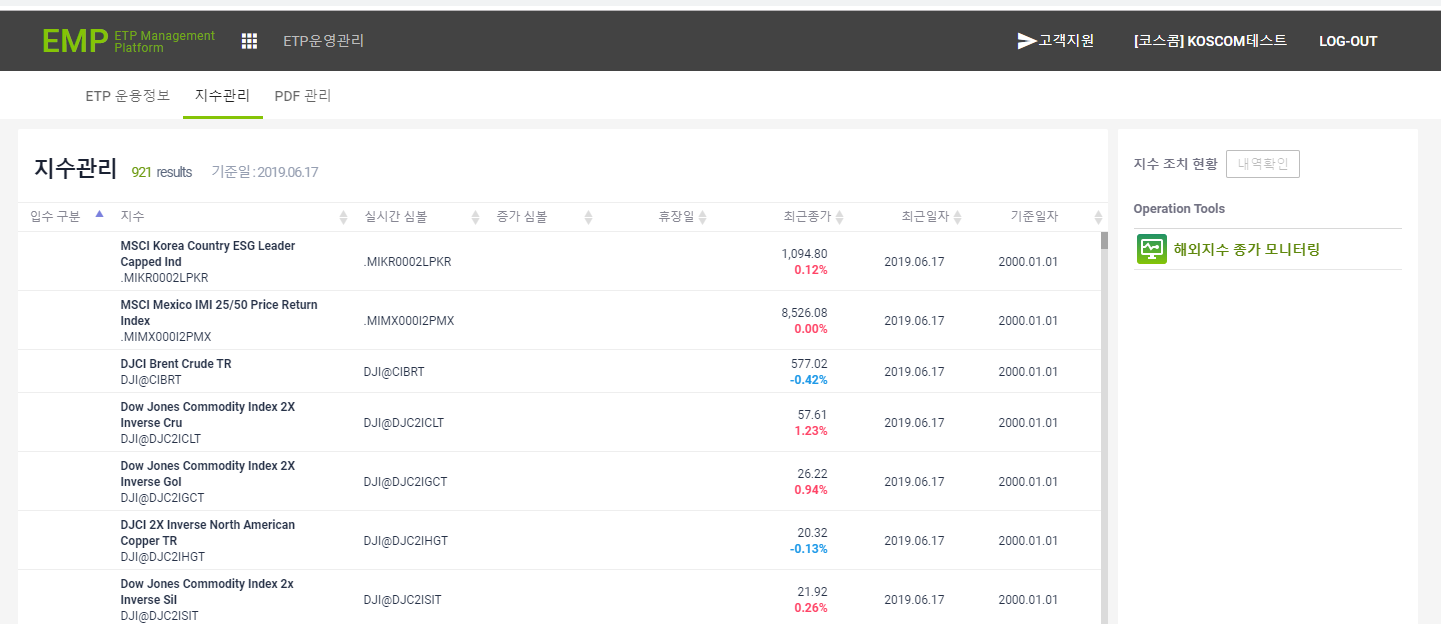 EMP ETP Management
Platform
ETP운영관리
고객지원
[코스콤] KOSCOM테스트
LOG-OUT
ETP 운용정보
지수관리
PDF 관리
지수관리 921 results 기준일 : 2019.06.17
입수 구분 지수 실시간 심볼 종가 심볼 휴장일 최근종가 최근일자 기준일자
MSCI Korea Country ESG Leader
Capped Ind
.MIKR0002LPKR
.MIKR0002LPKR
1,094.80
0.12%
2019.06.17
2000.01.01
MSCI Mexico IMI 25/50 Price Return
Index
.MIMX000I2PMX
.MIMX000I2PMX
8,526.08
0.00%
2019.06.17
2000.01.01
DJCI Brent Crude TR
DJI@CIBRT
DJI@CIBRT
577.02
-0.42%
2019.06.17
2000.01.01
Dow Jones Commodity Index 2X
Inverse Cru
DJI@DJC2ICLT
DJI@DJC2ICLT
57.61
1.23%
2019.06.17
2000.01.01
Dow Jones Commodity Index 2X
Inverse Gol
DJI@DJC2IGCT
DJI@DJC2IGCT
26.22
0.94%
2019.06.17
2000.01.01
DJCI 2X Inverse North American
Copper TR
DJI@DJC2IHGT
DJI@DJC2IHGT
20.32
-0.13%
2019.06.17
2000.01.01
Dow Jones Commodity Index 2x
Inverse Sil
DJI@DJC2ISIT
DJI@DJC2ISIT
21.92
0.26%
2019.06.17
2000.01.01
지수 조치 현황 내역확인
Operation Tools
해외지수 종가 모니터링